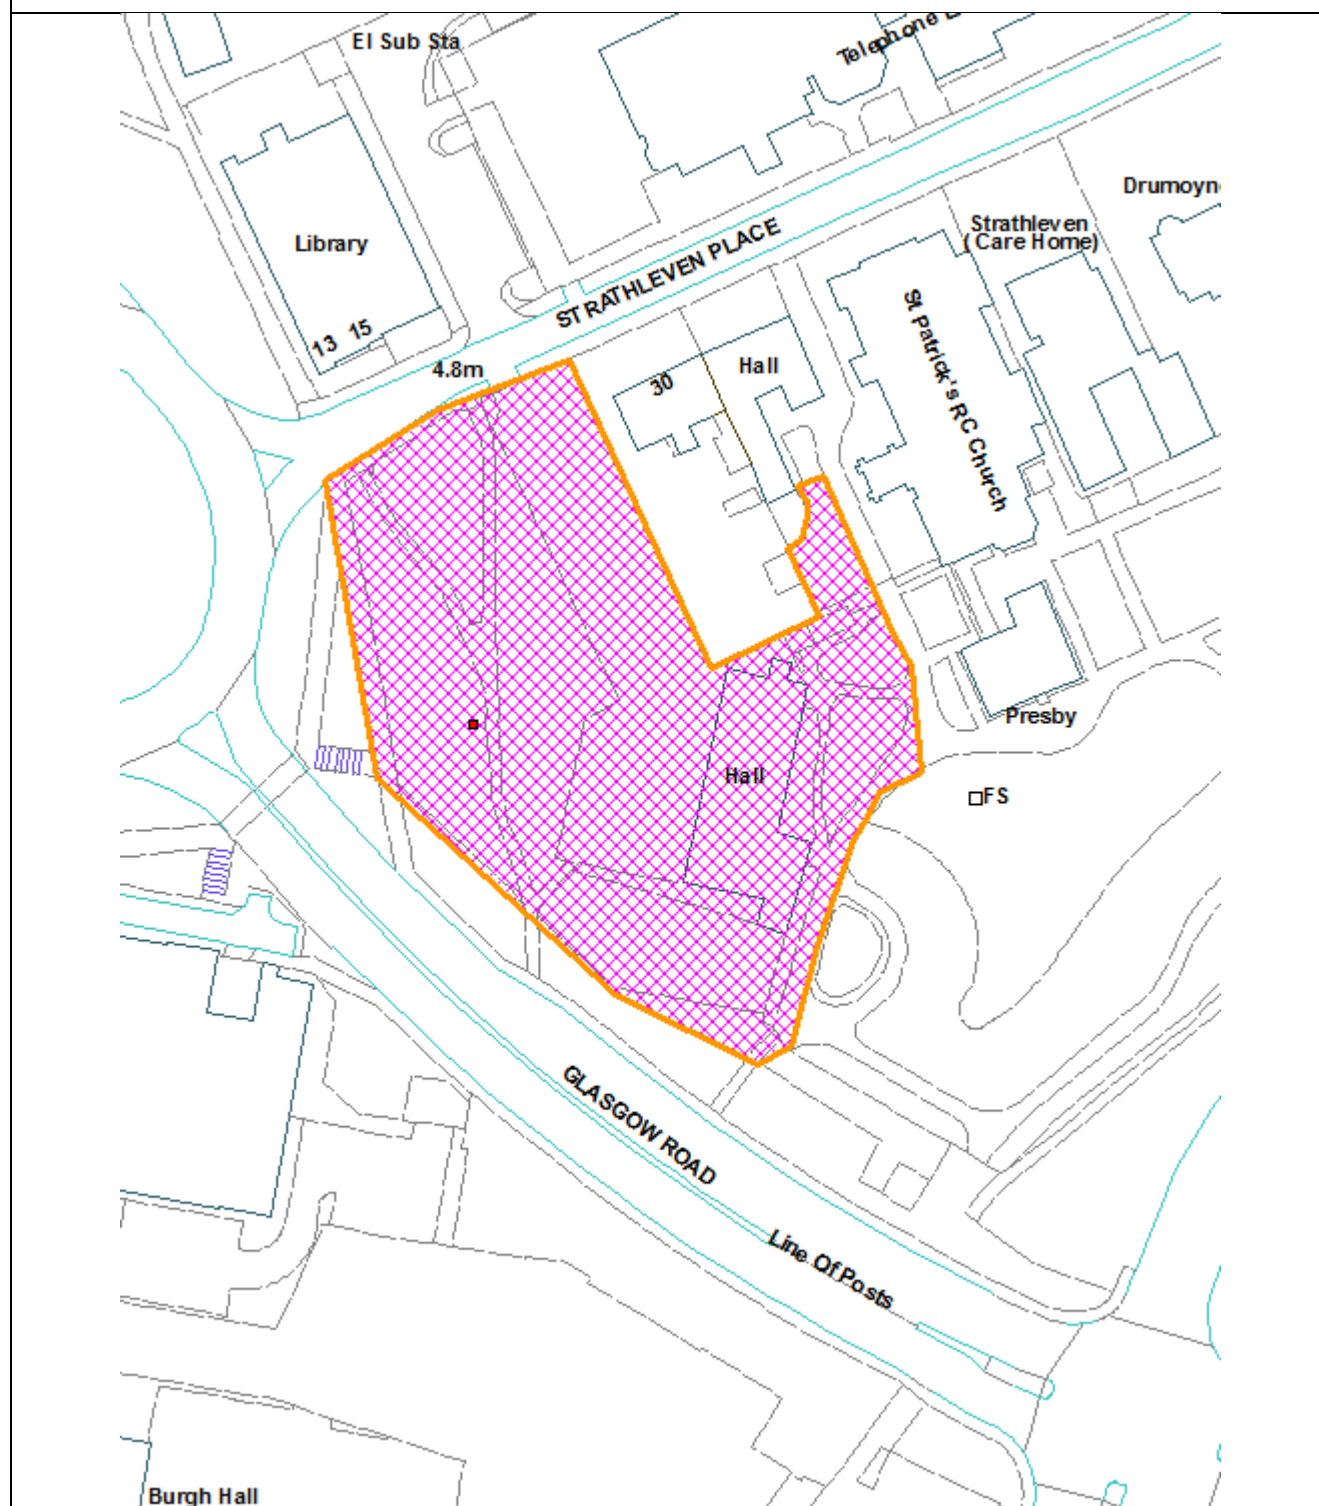 El Sub Sta
Telephone
Library
13 15
4.8m
STRATHLEVEN PLACE
30
Hall
Strathleven
(Care Home)
St Patrick's RC Church
Presby
Hall
FS
GLASGOW ROAD
Line Of Posts
Burgh Hall